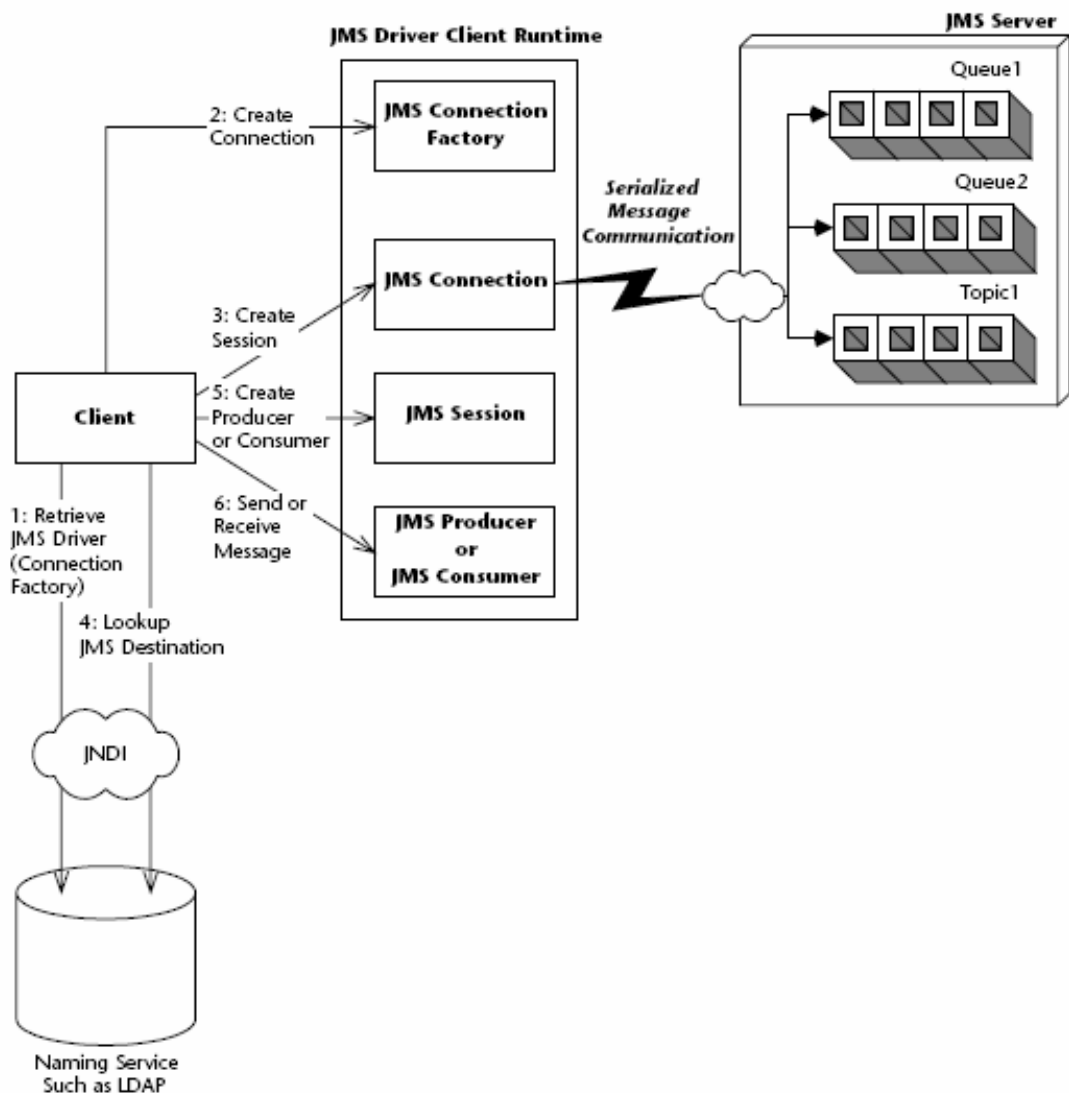 JMS Server
JMS Driver Client Runtime
Queue1
2: Create
Connection
JMS Connection
Factory
Queue2
Serialized
Message
Communication
JMS Connection
Topic1
3: Create
Session
Client
5: Create
Producer
or Consumer
JMS Session
6: Send or
Receive
Message
JMS Producer
or
JMS Consumer
1: Retrieve
JMS Driver
(Connection
Factory)
4: Lookup
JMS Destination
JNDI
Naming Service
Such as LDAP